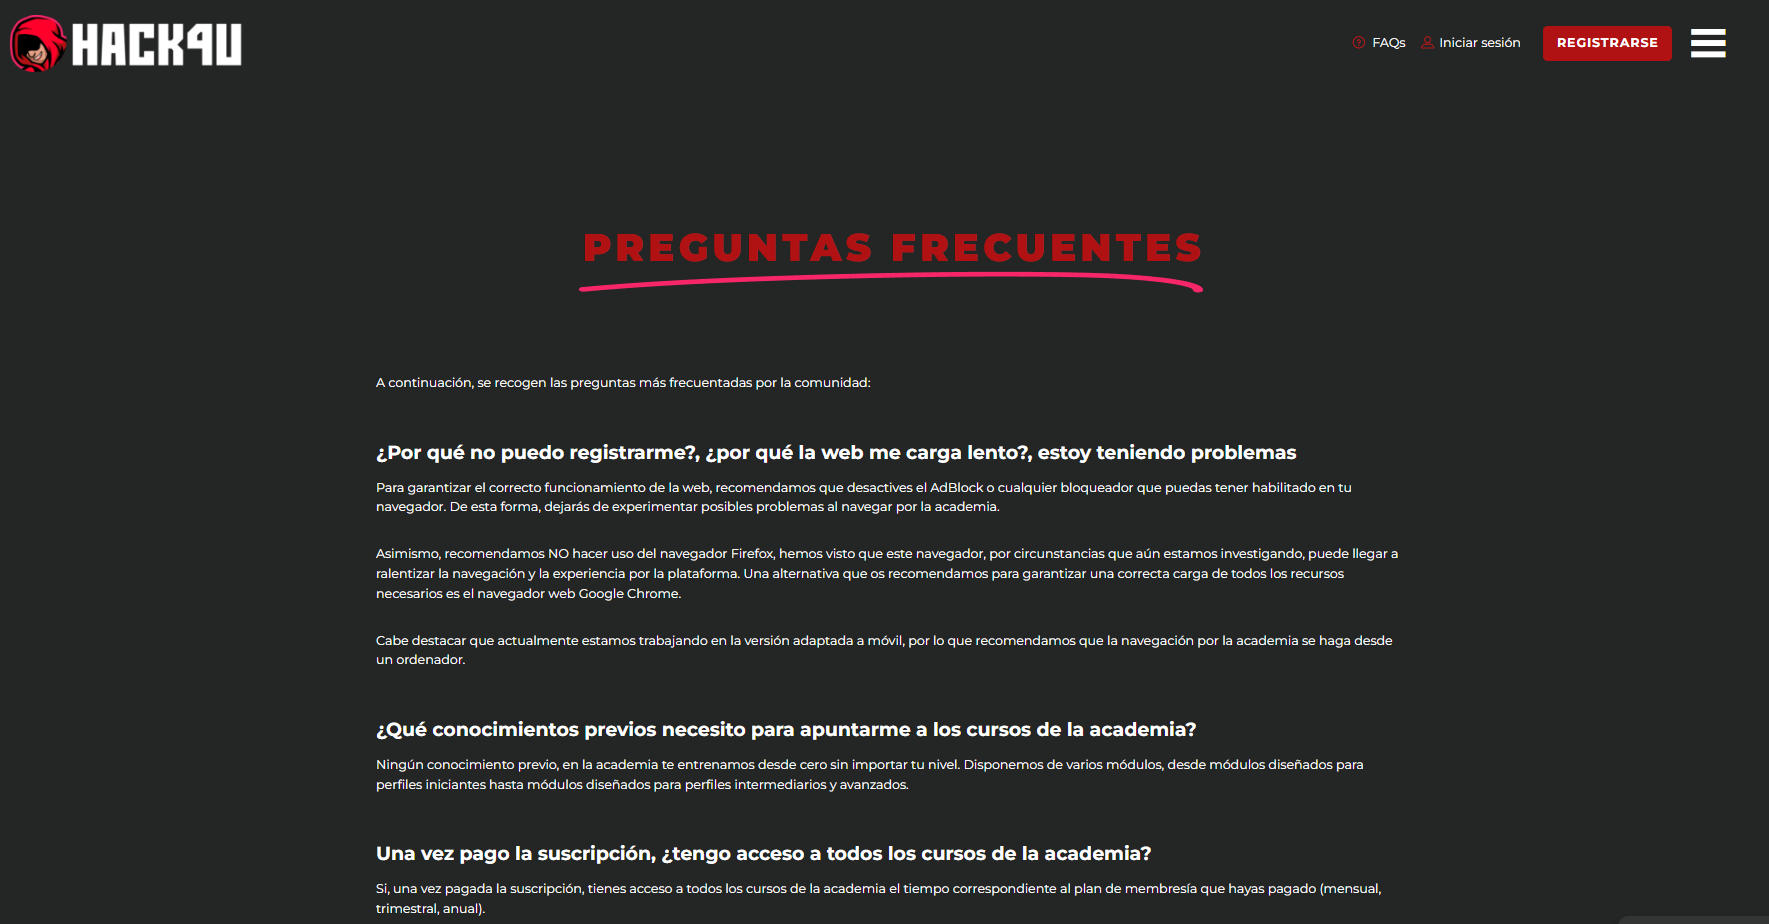 HACK4U
FAQs
Iniciar sesión
REGISTRARSE
PREGUNTAS FRECUENTES
A continuación, se recogen las preguntas más frecuentadas por la comunidad:
¿Por qué no puedo registrarme?, ¿por qué la web me carga lento?, estoy teniendo problemas
Para garantizar el correcto funcionamiento de la web, recomendamos que desactives el AdBlock o cualquier bloqueador que puedas tener habilitado en tu
navegador. De esta forma, dejarás de experimentar posibles problemas al navegar por la academia.
Asimismo, recomendamos NO hacer uso del navegador Firefox, hemos visto que este navegador, por circunstancias que aún estamos investigando, puede llegar a
ralentizar la navegación y la experiencia por la plataforma. Una alternativa que os recomendamos para garantizar una correcta carga de todos los recursos
necesarios es el navegador web Google Chrome.
Cabe destacar que actualmente estamos trabajando en la versión adaptada a móvil, por lo que recomendamos que la navegación por la academia se haga desde
un ordenador.
¿Qué conocimientos previos necesito para apuntarme a los cursos de la academia?
Ningún conocimiento previo, en la academia te entrenamos desde cero sin importar tu nivel. Disponemos de varios módulos, desde módulos diseñados para
perfiles iniciantes hasta módulos diseñados para perfiles intermediarios y avanzados.
Una vez pago la suscripción, ¿tengo acceso a todos los cursos de la academia?
Si, una vez pagada la suscripción, tienes acceso a todos los cursos de la academia el tiempo correspondiente al plan de membresía que hayas pagado (mensual,
trimestral, anual).